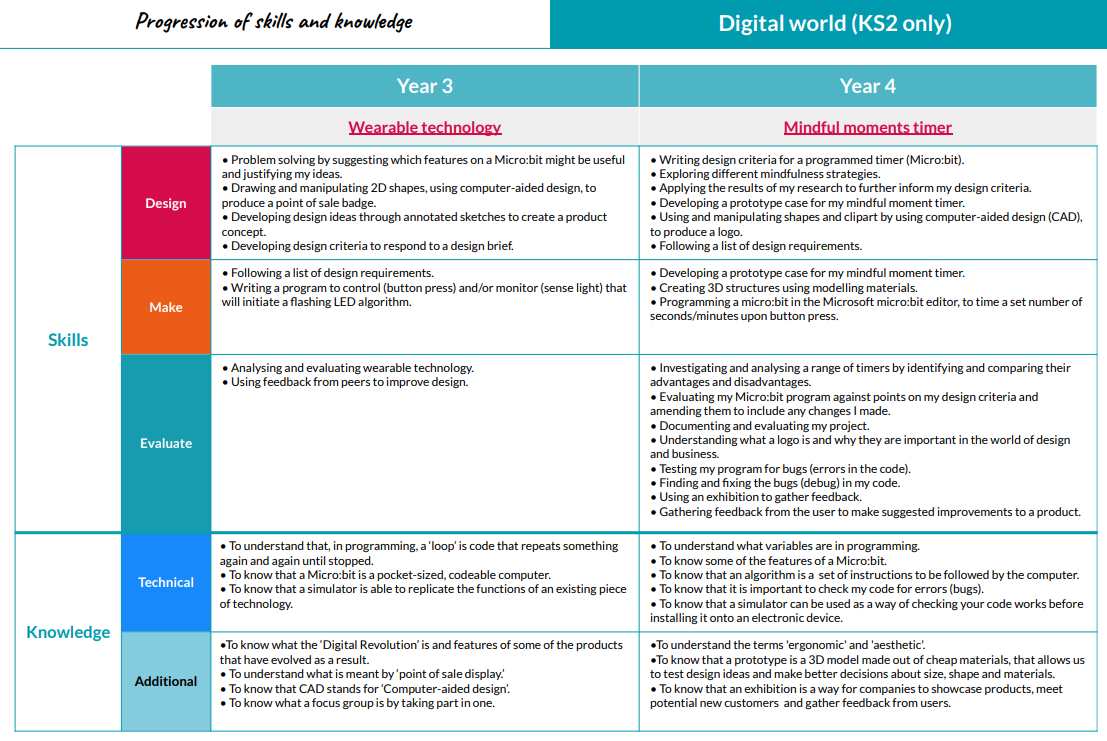 Progression of skills and knowledge
Digital world (KS2 only)
Year 3
Year 4
Wearable technology
Mindful moments timer
Skills
Design
• Problem solving by suggesting which features on a Micro:bit might be useful
and justifying my ideas.
• Drawing and manipulating 2D shapes, using computer-aided design, to
produce a point of sale badge.
• Developing design ideas through annotated sketches to create a product
concept.
• Developing design criteria to respond to a design brief.
• Writing design criteria for a programmed timer (Micro:bit).
• Exploring different mindfulness strategies.
• Applying the results of my research to further inform my design criteria.
• Developing a prototype case for my mindful moment timer.
• Using and manipulating shapes and clipart by using computer-aided design (CAD),
to produce a logo.
• Following a list of design requirements.
Make
• Following a list of design requirements.
• Writing a program to control (button press) and/or monitor (sense light) that
will initiate a flashing LED algorithm.
• Developing a prototype case for my mindful moment timer.
• Creating 3D structures using modelling materials.
• Programming a micro:bit in the Microsoft micro:bit editor, to time a set number of
seconds/minutes upon button press.
Evaluate
• Analysing and evaluating wearable technology.
• Using feedback from peers to improve design.
• Investigating and analysing a range of timers by identifying and comparing their
advantages and disadvantages.
• Evaluating my Micro:bit program against points on my design criteria and
amending them to include any changes I made.
• Documenting and evaluating my project.
• Understanding what a logo is and why they are important in the world of design
and business.
• Testing my program for bugs (errors in the code).
• Finding and fixing the bugs (debug) in my code.
• Using an exhibition to gather feedback.
• Gathering feedback from the user to make suggested improvements to a product.
Knowledge
Technical
• To understand that, in programming, a 'loop' is code that repeats something
again and again until stopped.
• To know that a Micro:bit is a pocket-sized, codeable computer.
• To know that a simulator is able to replicate the functions of an existing piece
of technology.
• To understand what variables are in programming.
• To know some of the features of a Micro:bit.
• To know that an algorithm is a set of instructions to be followed by the computer.
• To know that it is important to check my code for errors (bugs).
• To know that a simulator can be used as a way of checking your code works before
installing it onto an electronic device.
Additional
•To know what the 'Digital Revolution' is and features of some of the products
that have evolved as a result.
• To understand what is meant by 'point of sale display.'
• To know that CAD stands for 'Computer-aided design'.
• To know what a focus group is by taking part in one.
•To understand the terms 'ergonomic' and 'aesthetic'.
•To know that a prototype is a 3D model made out of cheap materials, that allows us
to test design ideas and make better decisions about size, shape and materials.
• To know that an exhibition is a way for companies to showcase products, meet
potential new customers and gather feedback from users.